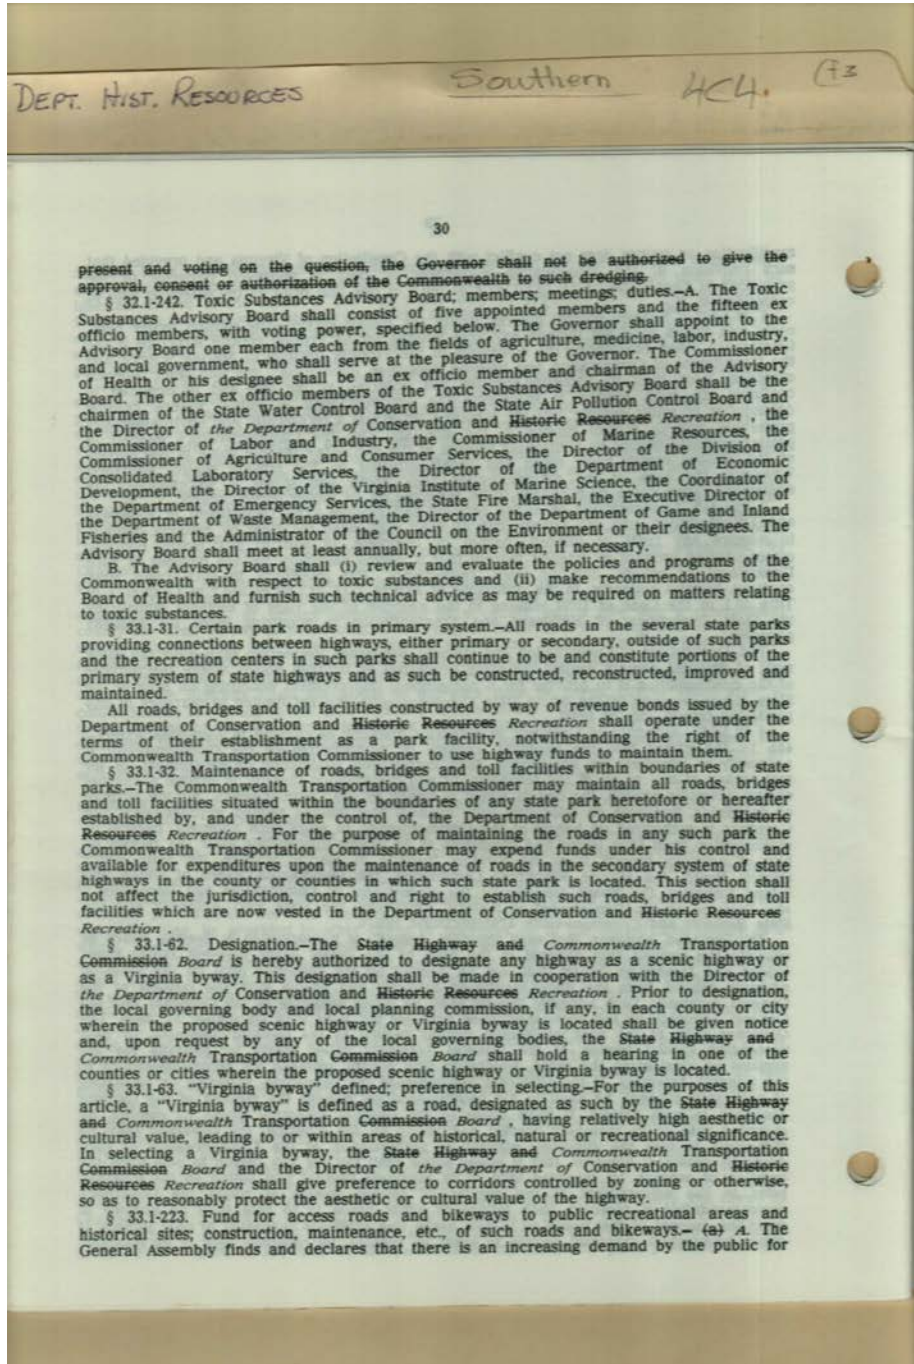 DEPT. HIST. RESOURCES
Southern
4C4.
(f3
30
present and voting on the question, the Governor shall not be authorized to give the
approval, consent or authorization of the Commonwealth to such dredging.
§ 32.1-242. Toxic Substances Advisory Board; members; meetings; duties.–A. The Toxic
Substances Advisory Board shall consist of five appointed members and the fifteen ex
officio members, with voting power, specified below. The Governor shall appoint to the
Advisory Board one member each from the fields of agriculture, medicine, labor, industry,
and local government, who shall serve at the pleasure of the Governor. The Commissioner
of Health or his designee shall be an ex officio member and chairman of the Advisory
Board. The other ex officio members of the Toxic Substances Advisory Board shall be the
chairmen of the State Water Control Board and the State Air Pollution Control Board and
the Director of the Department of Conservation and Historic Resources Recreation , the
Commissioner of Labor and Industry, the Commissioner of Marine Resources, the
Commissioner of Agriculture and Consumer Services, the Director of the Division of
Consolidated Laboratory Services, the Director of the Department of Economic
Development, the Director of the Virginia Institute of Marine Science, the Coordinator of
the Department of Emergency Services, the State Fire Marshal, the Executive Director of
the Department of Waste Management, the Director of the Department of Game and Inland
Fisheries and the Administrator of the Council on the Environment or their designees. The
Advisory Board shall meet at least annually, but more often, if necessary.
B. The Advisory Board shall (i) review and evaluate the policies and programs of the
Commonwealth with respect to toxic substances and (ii) make recommendations to the
Board of Health and furnish such technical advice as may be required on matters relating
to toxic substances.
§ 33.1-31. Certain park roads in primary system.–All roads in the several state parks
providing connections between highways, either primary or secondary, outside of such parks
and the recreation centers in such parks shall continue to be and constitute portions of the
primary system of state highways and as such be constructed, reconstructed, improved and
maintained.
All roads, bridges and toll facilities constructed by way of revenue bonds issued by the
Department of Conservation and Historic Resources Recreation shall operate under the
terms of their establishment as a park facility, notwithstanding the right of the
Commonwealth Transportation Commissioner to use highway funds to maintain them.
§ 33.1-32. Maintenance of roads, bridges and toll facilities within boundaries of state
parks.–The Commonwealth Transportation Commissioner may maintain all roads, bridges
and toll facilities situated within the boundaries of any state park heretofore or hereafter
established by, and under the control of, the Department of Conservation and Historic
Resources Recreation . For the purpose of maintaining the roads in any such park the
Commonwealth Transportation Commissioner may expend funds under his control and
available for expenditures upon the maintenance of roads in the secondary system of state
highways in the county or counties in which such state park is located. This section shall
not affect the jurisdiction, control and right to establish such roads, bridges and toll
facilities which are now vested in the Department of Conservation and Historic Resources
Recreation .
§ 33.1-62. Designation.–The State Highway and Commonwealth Transportation
Commission Board is hereby authorized to designate any highway as a scenic highway or
as a Virginia byway. This designation shall be made in cooperation with the Director of
the Department of Conservation and Historic Resources Recreation . Prior to designation,
the local governing body and local planning commission, if any, in each county or city
wherein the proposed scenic highway or Virginia byway is located shall be given notice
and, upon request by any of the local governing bodies, the State Highway and
Commonwealth Transportation Commission Board shall hold a hearing in one of the
counties or cities wherein the proposed scenic highway or Virginia byway is located.
§ 33.1-63. "Virginia byway" defined; preference in selecting.–For the purposes of this
article, a "Virginia byway" is defined as a road, designated as such by the State Highway
and Commonwealth Transportation Commission Board , having relatively high aesthetic or
cultural value, leading to or within areas of historical, natural or recreational significance.
In selecting a Virginia byway, the State Highway and Commonwealth Transportation
Commission Board and the Director of the Department of Conservation and Historic
Resources Recreation shall give preference to corridors controlled by zoning or otherwise,
so as to reasonably protect the aesthetic or cultural value of the highway.
§ 33.1-223. Fund for access roads and bikeways to public recreational areas and
historical sites; construction, maintenance, etc., of such roads and bikeways.– (a) A. The
General Assembly finds and declares that there is an increasing demand by the public for